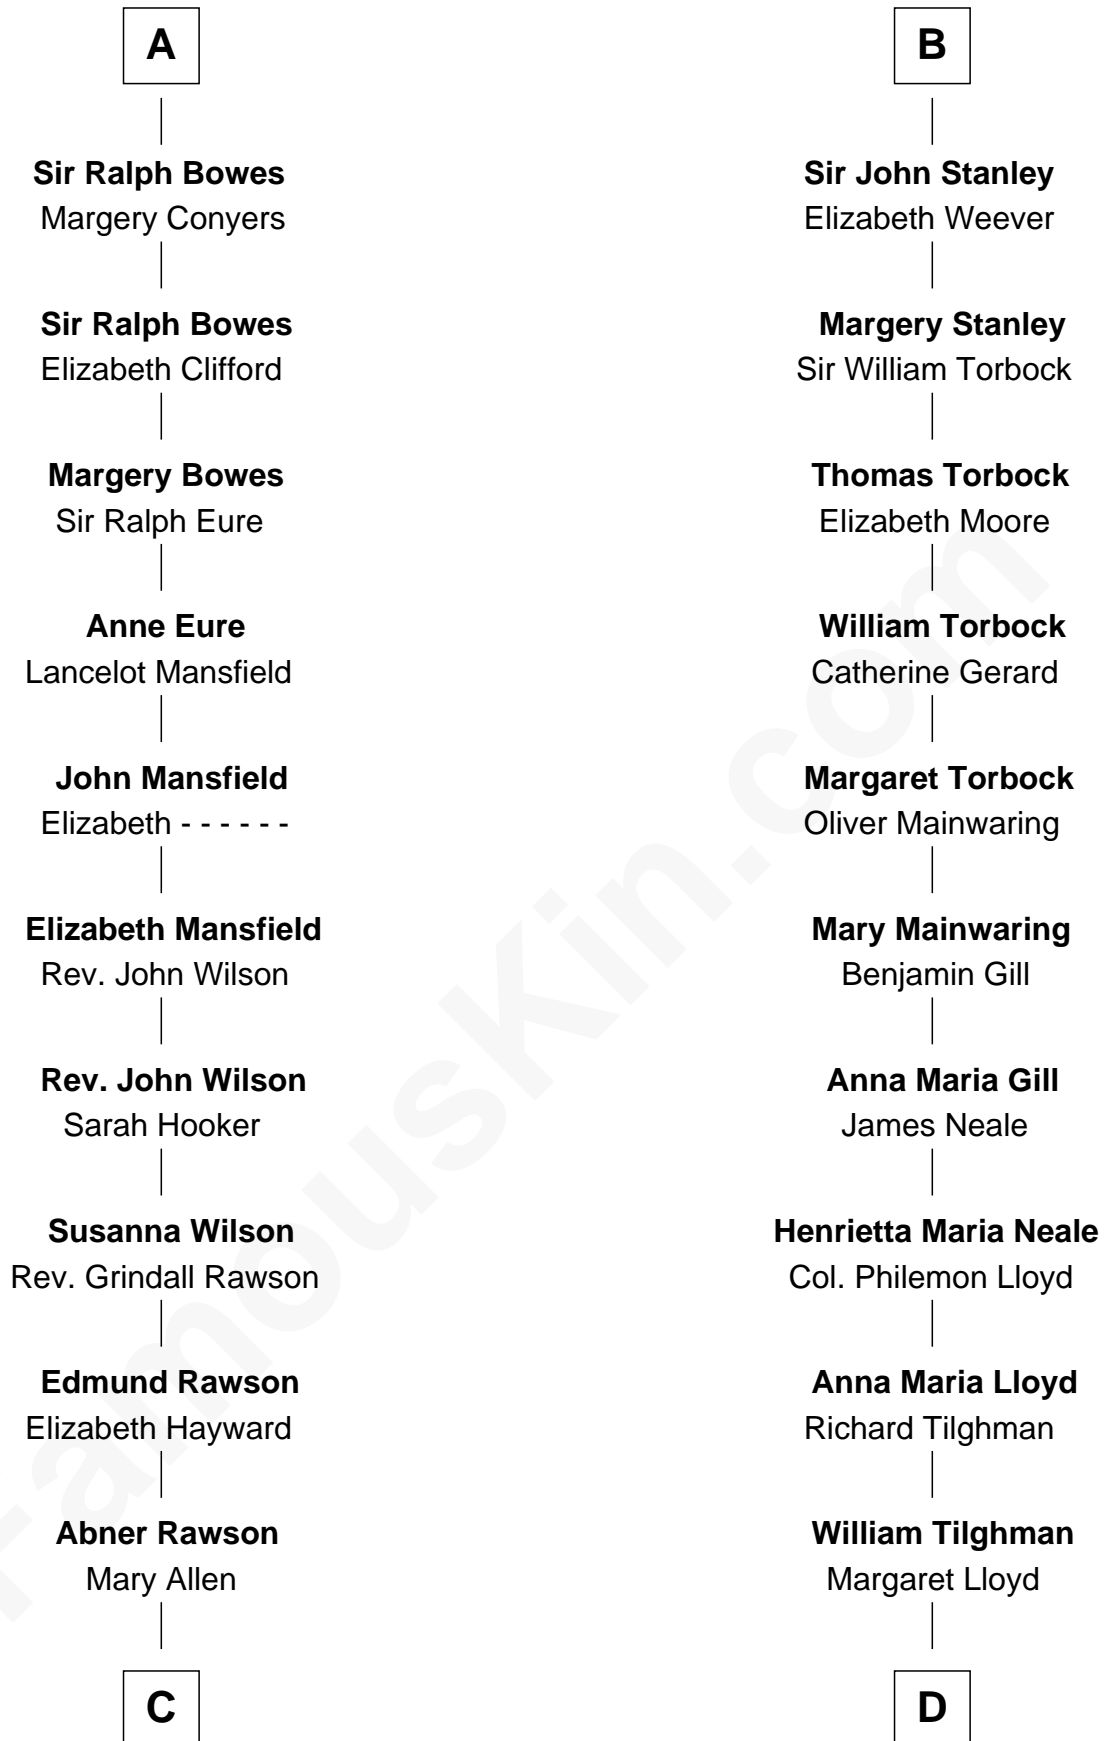 A
Sir Ralph Bowes
Margery Conyers
Sir Ralph Bowes
Elizabeth Clifford
Margery Bowes
Sir Ralph Eure
Anne Eure
Lancelot Mansfield
John Mansfield
Elizabeth - - - - - -
Elizabeth Mansfield
Rev. John Wilson
Rev. John Wilson
Sarah Hooker
Susanna Wilson
Rev. Grindall Rawson
Edmund Rawson
Elizabeth Hayward
Abner Rawson
Mary Allen
C
B
Sir John Stanley
Elizabeth Weever
Margery Stanley
Sir William Torbock
Thomas Torbock
Elizabeth Moore
William Torbock
Catherine Gerard
Margaret Torbock
Oliver Mainwaring
Mary Mainwaring
Benjamin Gill
Anna Maria Gill
James Neale
Henrietta Maria Neale
Col. Philemon Lloyd
Anna Maria Lloyd
Richard Tilghman
William Tilghman
Margaret Lloyd
D
FamousKin.com